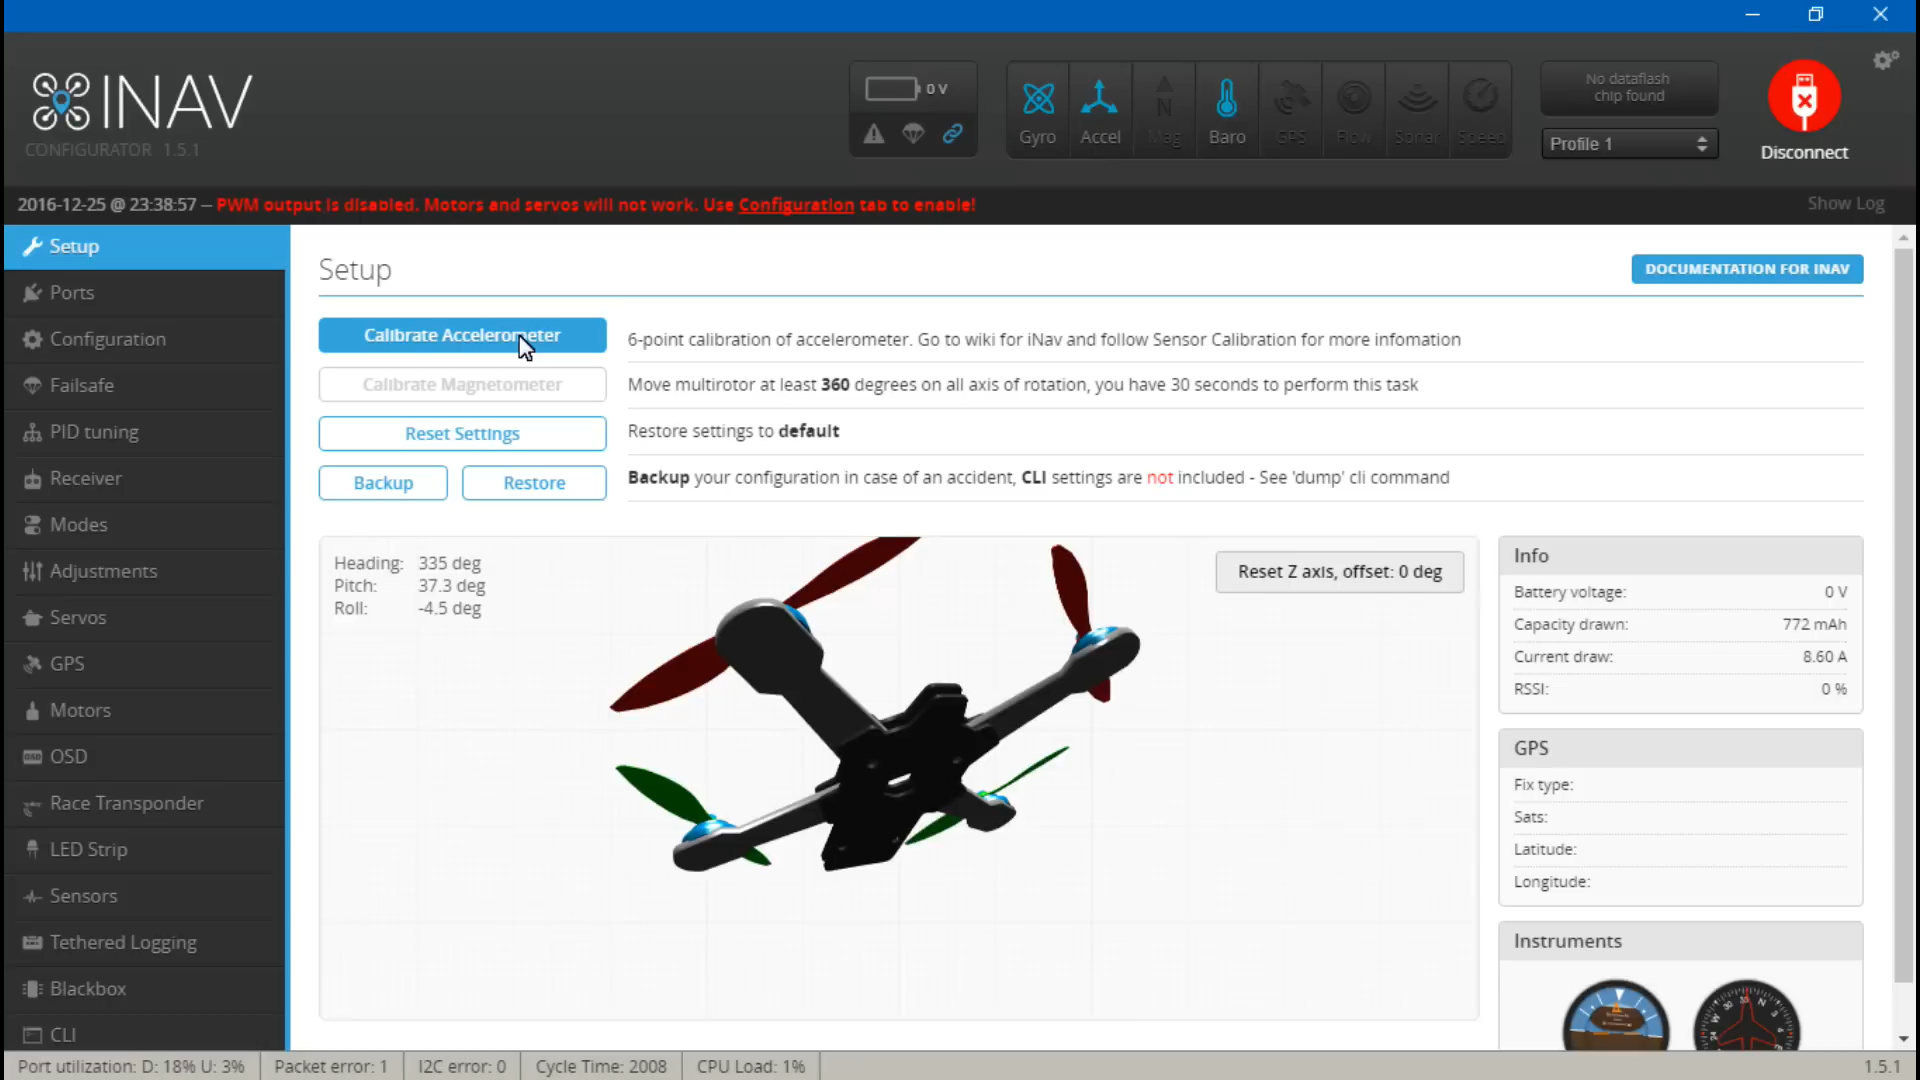 INAV
CONFIGURATOR 1.5.1
0 V
Gyro
Accel
Mag
Baro
GPS
Flow
Sonar
Speed
No dataflash
chip found
Profile 1
Disconnect
2016-12-25 @ 23:38:57 -- PWM output is disabled. Motors and servos will not work. Use Configuration tab to enable!
Show Log
Setup
Ports
Configuration
Failsafe
PID tuning
Receiver
Modes
Adjustments
Servos
GPS
Motors
OSD
Race Transponder
LED Strip
Sensors
Tethered Logging
Blackbox
CLI
Setup
DOCUMENTATION FOR INAV
Calibrate Accelerometer
6-point calibration of accelerometer. Go to wiki for iNav and follow Sensor Calibration for more infomation
Calibrate Magnetometer
Move multirotor at least 360 degrees on all axis of rotation, you have 30 seconds to perform this task
Reset Settings
Restore settings to default
Backup
Restore
Backup your configuration in case of an accident, CLI settings are not included - See 'dump' cli command
Heading: 335 deg
Pitch: 37.3 deg
Roll: -4.5 deg
Reset Z axis, offset: 0 deg
Info
Battery voltage: 0 V
Capacity drawn: 772 mAh
Current draw: 8.60 A
RSSI: 0 %
GPS
Fix type:
Sats:
Latitude:
Longitude:
Instruments
Port utilization: D: 18% U: 3%
Packet error: 1
I2C error: 0
Cycle Time: 2008
CPU Load: 1%
1.5.1